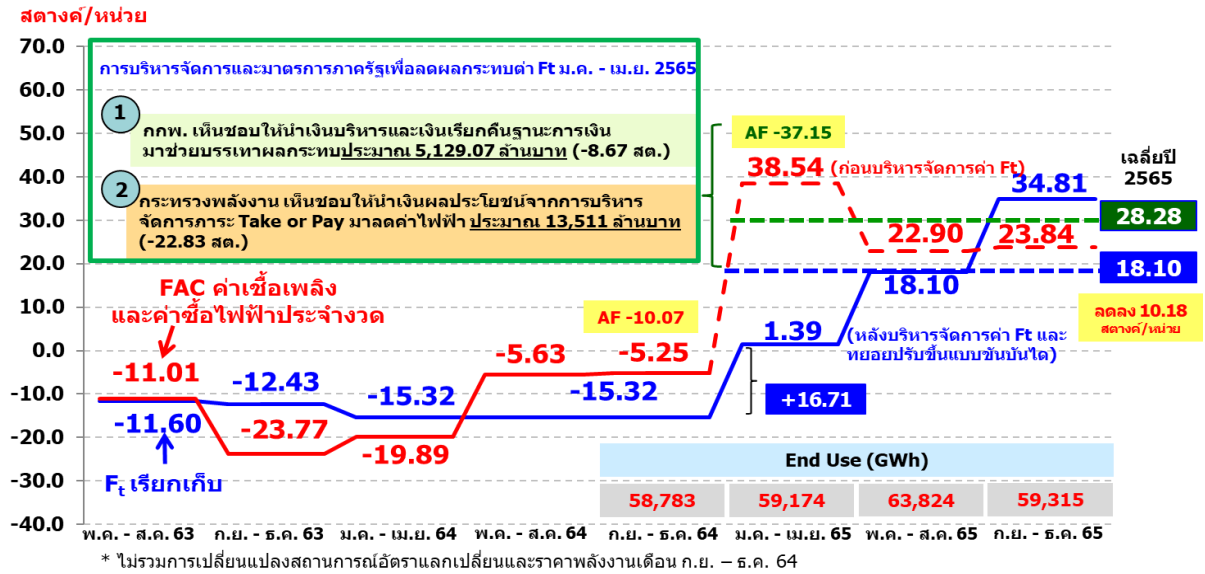 สตางค์/หน่วย
70.0
60.0
50.0
40.0
30.0
20.0
10.0
0.0
-10.0
-20.0
-30.0
-40.0
การบริหารจัดการและมาตรการภาครัฐเพื่อลดผลกระทบต่า Ft ม.ค. - เม.ย. 2565
1
กกพ. เห็นชอบให้นำเงินบริหารและเงินเรียกคืนฐานะการเงิน
มาช่วยบรรเทาผลกระทบประมาณ 5,129.07 ล้านบาท (-8.67 สต.)
2
กระทรวงพลังงาน เห็นชอบให้นำเงินผลประโยชน์จากการบริหาร
จัดการภาระ Take or Pay มาลดค่าไฟฟ้า ประมาณ 13,511 ล้านบาท
(-22.83 สต.)
FAC ค่าเชื้อเพลิง
และค่าซื้อไฟฟ้าประจำงวด
-11.01
-11.60
Ft เรียกเก็บ
-12.43
-23.77
-15.32
-19.89
-5.63
-5.25
-15.32
AF -10.07
AF -37.15
38.54 (ก่อนบริหารจัดการค่า Ft)
1.39
(หลังบริหารจัดการค่า Ft และ
ทยอยปรับขึ้นแบบขันบันได)
+16.71
22.90
18.10
34.81
23.84
เฉลี่ยปี
2565
28.28
18.10
ลดลง 10.18
สตางค์/หน่วย
End Use (GWh)
58,783 59,174 63,824 59,315
พ.ค. - ส.ค. 63 ก.ย. - ธ.ค. 63 ม.ค. - เม.ย. 64 พ.ค. - ส.ค. 64 ก.ย. - ธ.ค. 64 ม.ค. - เม.ย. 65 พ.ค. - ส.ค. 65 ก.ย. - ธ.ค. 65
* ไม่รวมการเปลี่ยนแปลงสถานการณ์อัตราแลกเปลี่ยนและราคาพลังงานเดือน ก.ย. – ธ.ค. 64